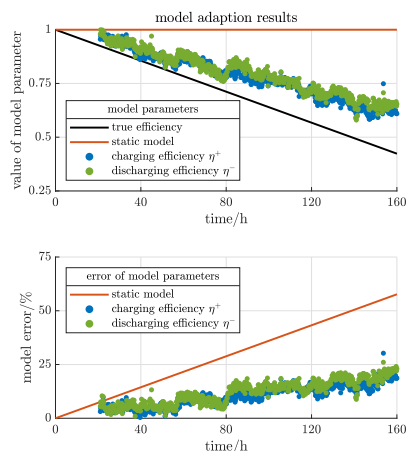 model adaption results
value of model parameter
1
0.75
0.5
0.25
model parameters
true efficiency
static model
charging efficiency η⁺
discharging efficiency η⁻
0 40 80 120 160
time/h
model error/%
75
50
25
0
error of model parameters
static model
charging efficiency η⁺
discharging efficiency η⁻
0 40 80 120 160
time/h